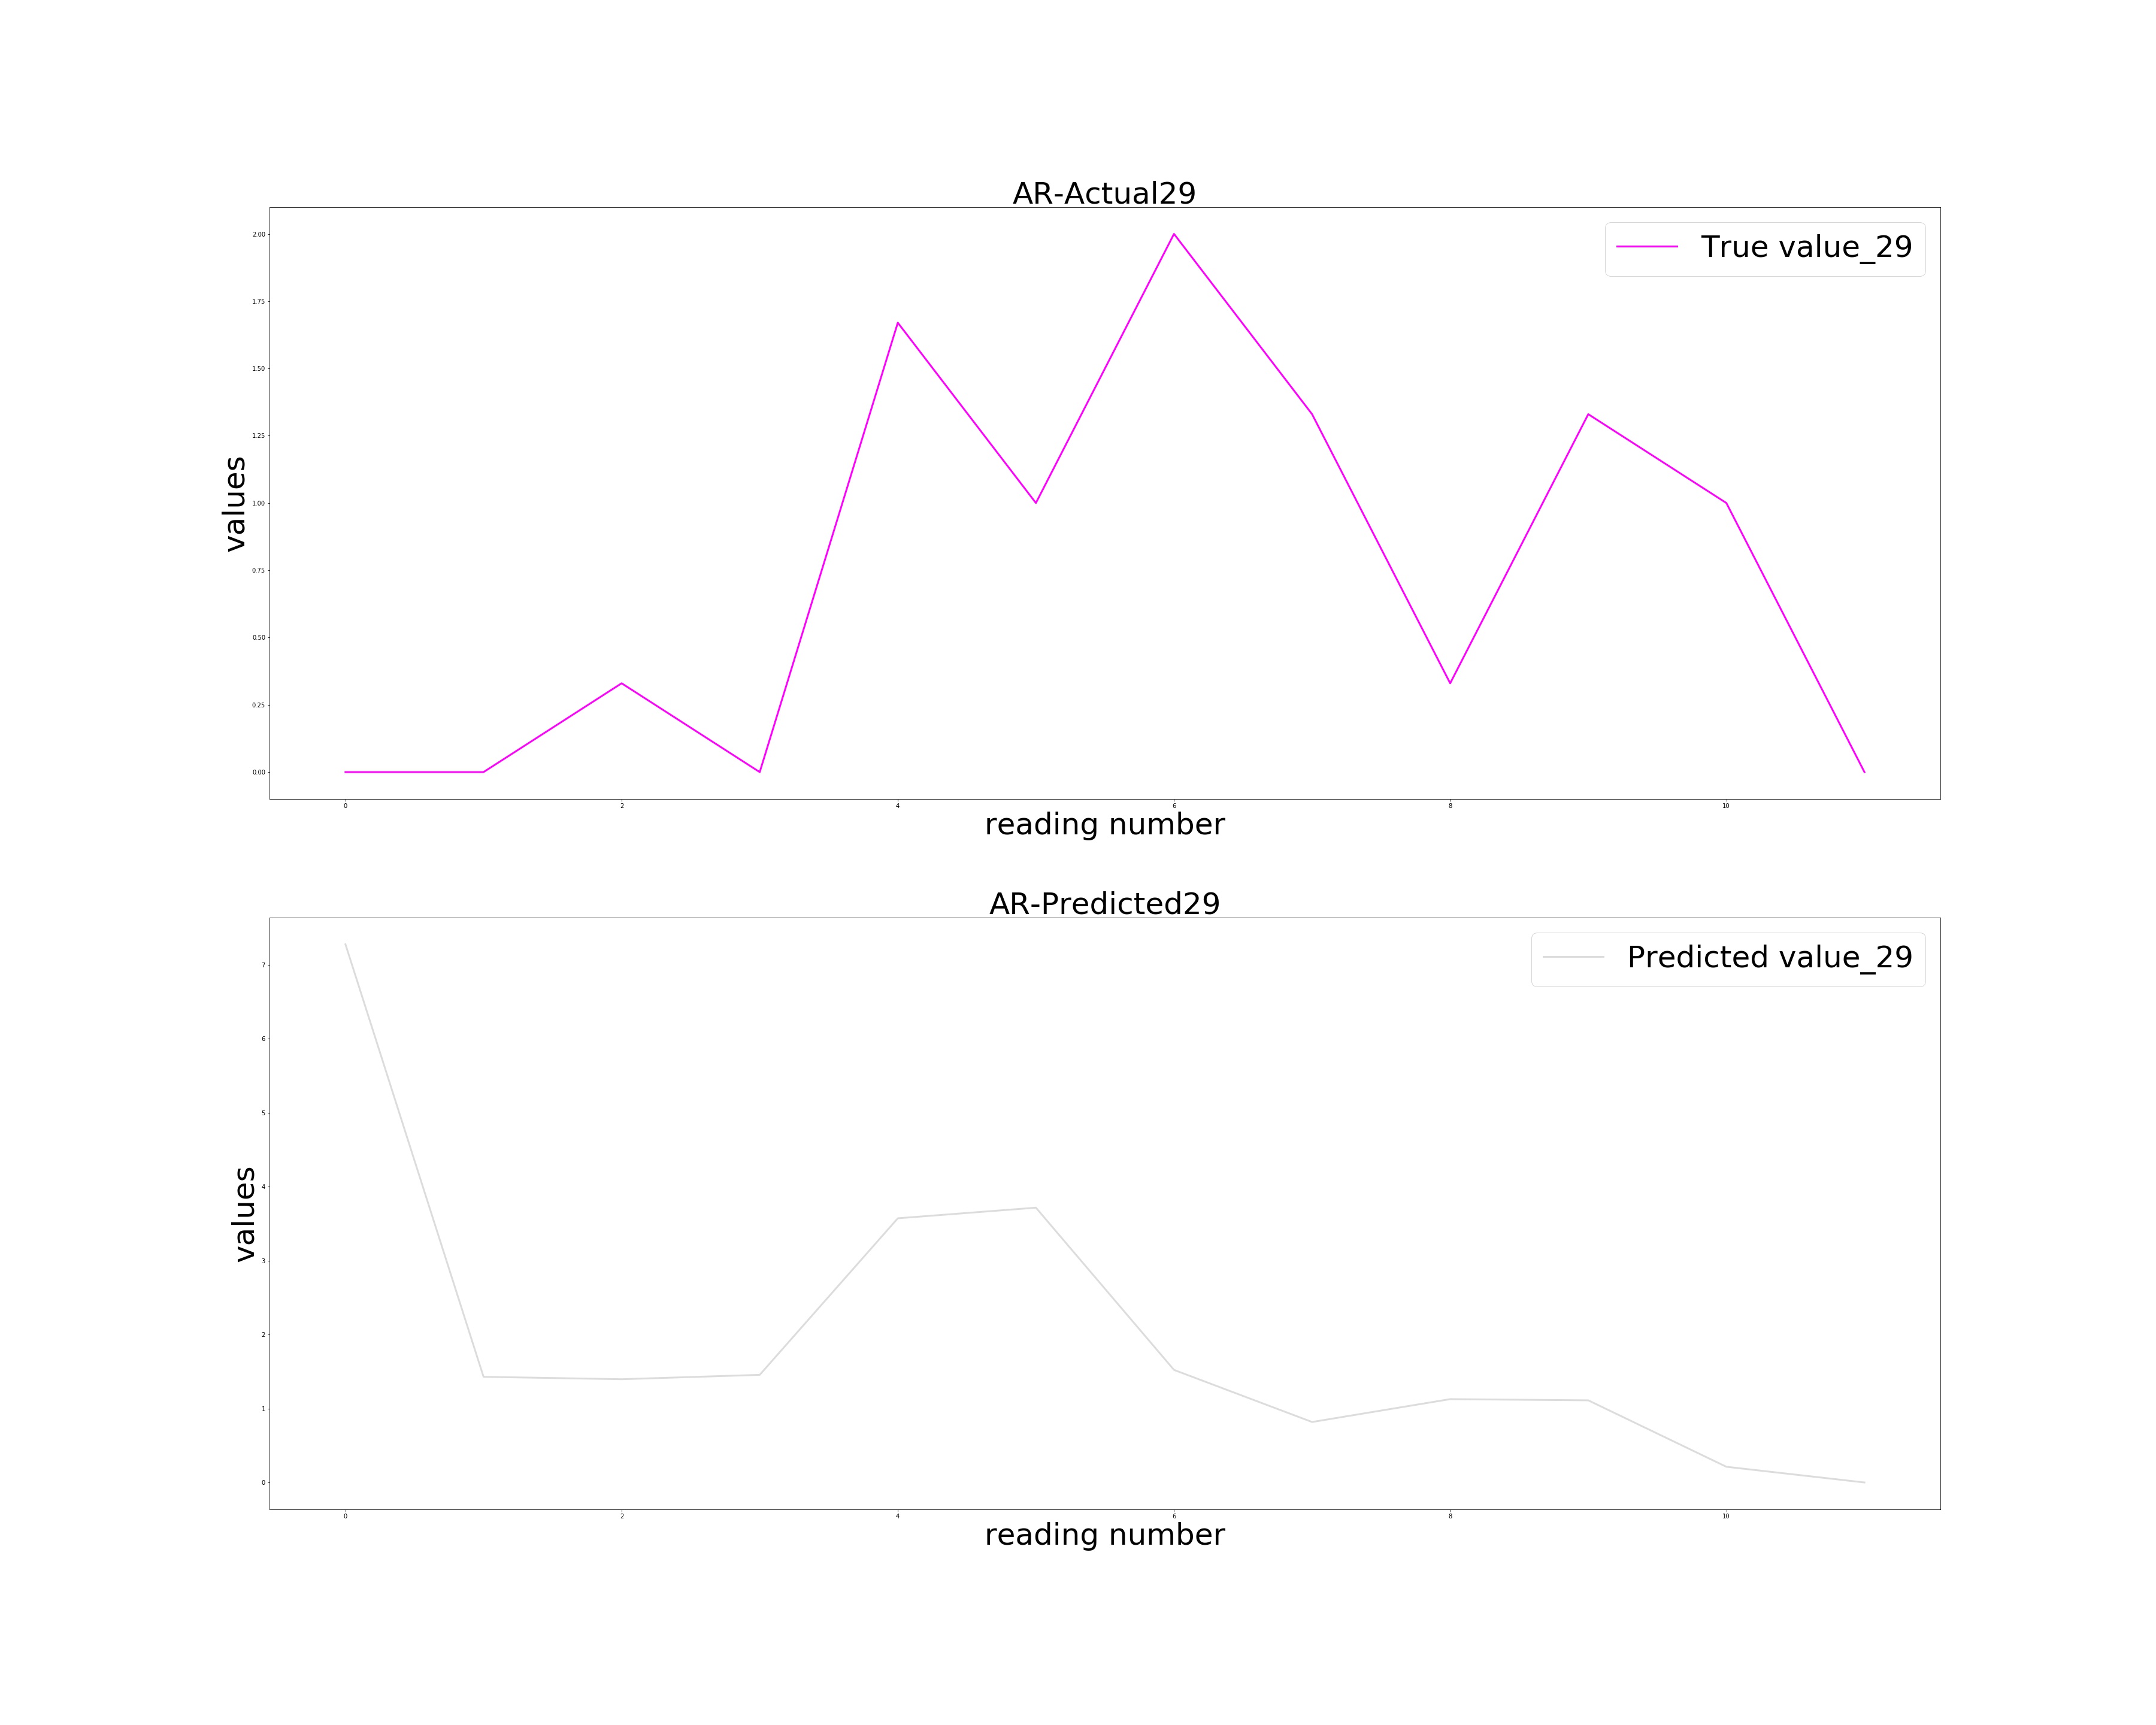 AR-Actual29
True value_29
2.00
1.75
1.50
1.25
1.00
0.75
0.50
0.25
0.00
values
0 2 4 6 8 10
reading number
AR-Predicted29
Predicted value_29
7
6
5
4
3
2
1
0
values
0 2 4 6 8 10
reading number